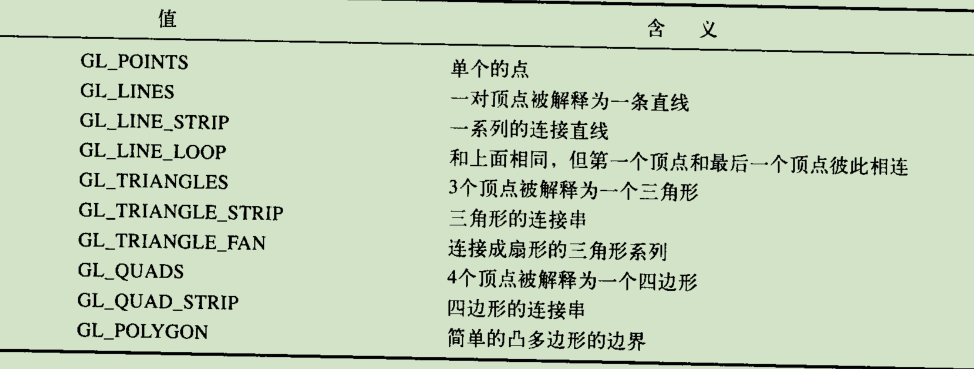 值 含 义
GL_POINTS 单个的点
GL_LINES 一对顶点被解释为一条直线
GL_LINE_STRIP 一系列的连接直线
GL_LINE_LOOP 和上面相同，但第一个顶点和最后一个顶点彼此相连
GL_TRIANGLES 3个顶点被解释为一个三角形
GL_TRIANGLE_STRIP 三角形的连接串
GL_TRIANGLE_FAN 连接成扇形的三角形系列
GL_QUADS 4个顶点被解释为一个四边形
GL_QUAD_STRIP 四边形的连接串
GL_POLYGON 简单的凸多边形的边界